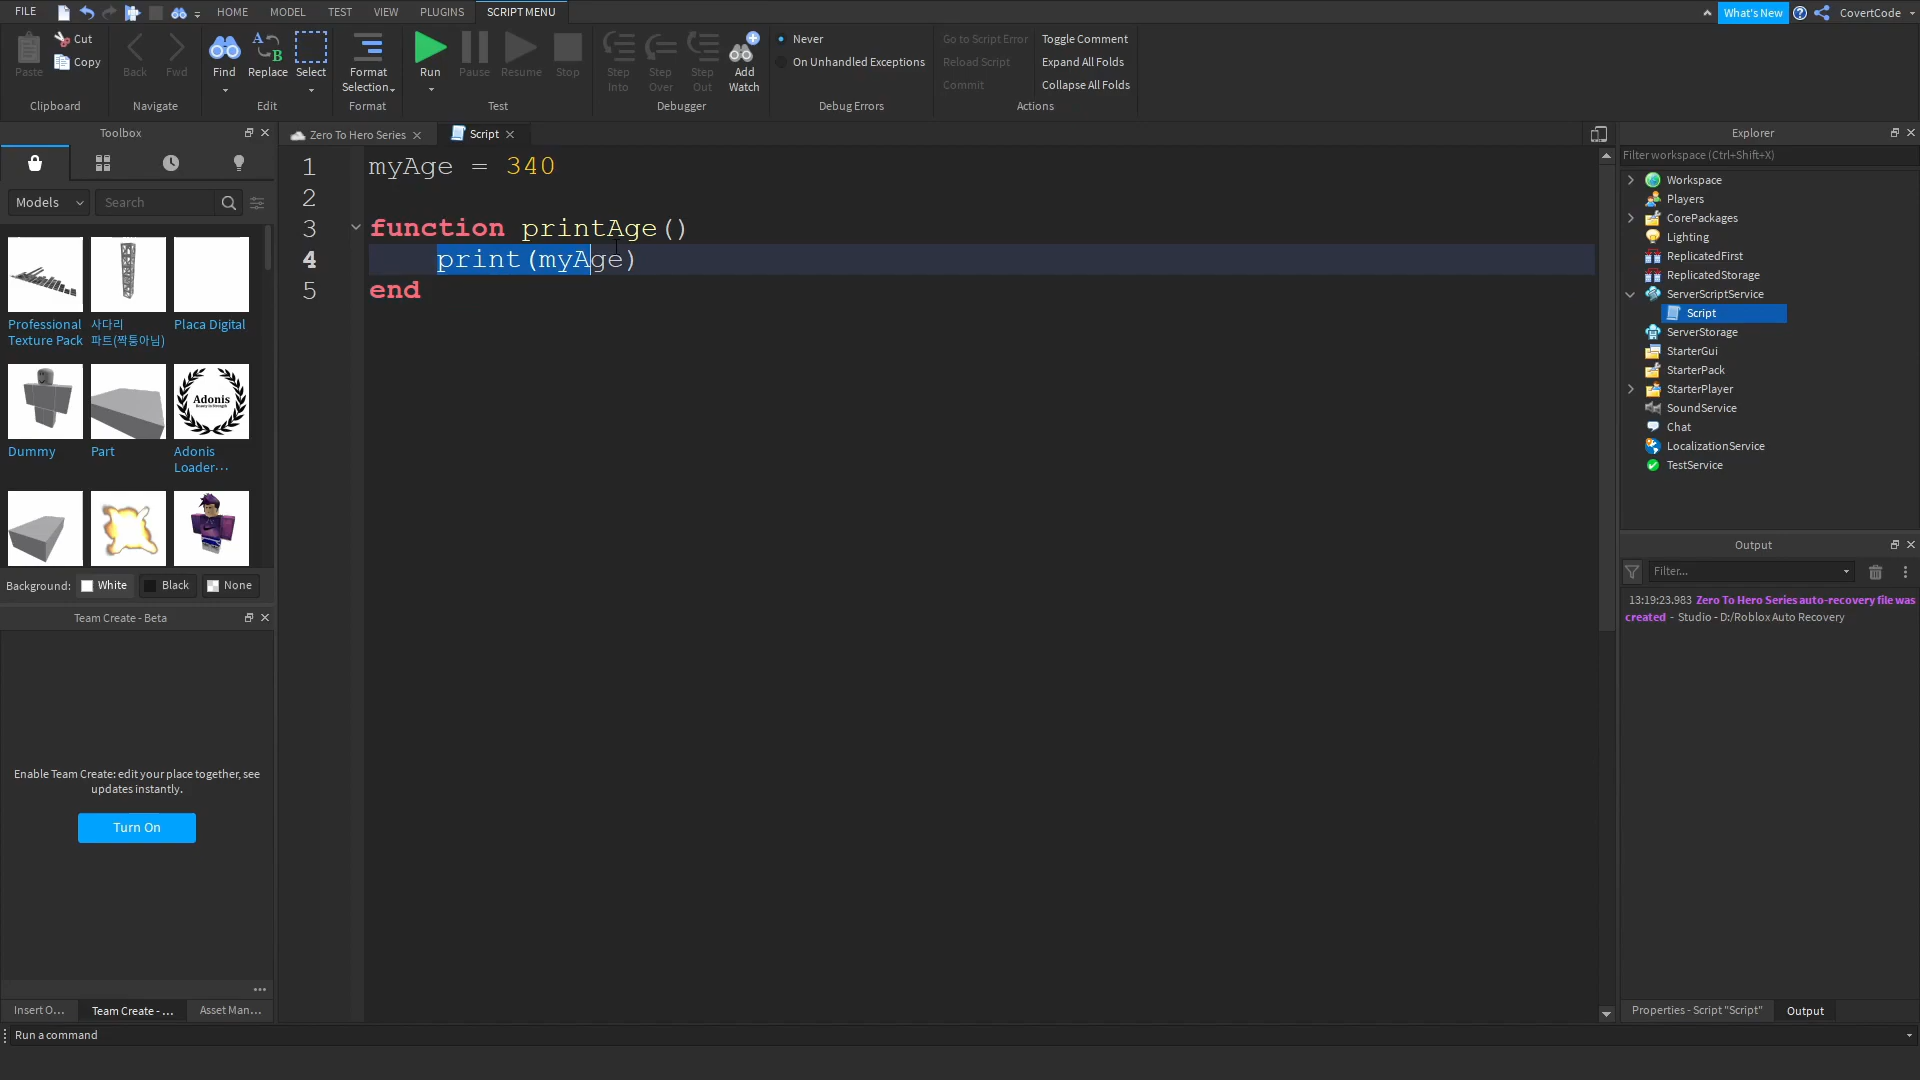 FILE HOME MODEL TEST VIEW PLUGINS SCRIPT MENU What's New CovertCode
Paste Cut Copy
Clipboard
Back Fwd
Navigate
Find Replace Select
Edit
Format Selection
Format
Run Pause Resume Stop
Test
Step Into Step Over Step Out Add Watch
Debugger
Never
On Unhandled Exceptions
Debug Errors
Go to Script Error
Reload Script
Commit
Toggle Comment
Expand All Folds
Collapse All Folds
Actions
Toolbox
Models Search
Professional Texture Pack
사다리 파트(짝퉁아님)
Placa Digital
Dummy
Part
Adonis
Adonis Loader...
Background: White Black None
Team Create - Beta
Enable Team Create: edit your place together, see
updates instantly.
Turn On
Insert O... Team Create - ... Asset Man...
Run a command
Zero To Hero Series Script
1 myAge = 340
2
3 function printAge()
4 print(myAge)
5 end
Explorer
Filter workspace (Ctrl+Shift+X)
Workspace
Players
CorePackages
Lighting
ReplicatedFirst
ReplicatedStorage
ServerScriptService
Script
ServerStorage
StarterGui
StarterPack
StarterPlayer
SoundService
Chat
LocalizationService
TestService
Output
Filter...
13:19:23.983 Zero To Hero Series auto-recovery file was
created - Studio - D:/Roblox Auto Recovery
Properties - Script "Script" Output